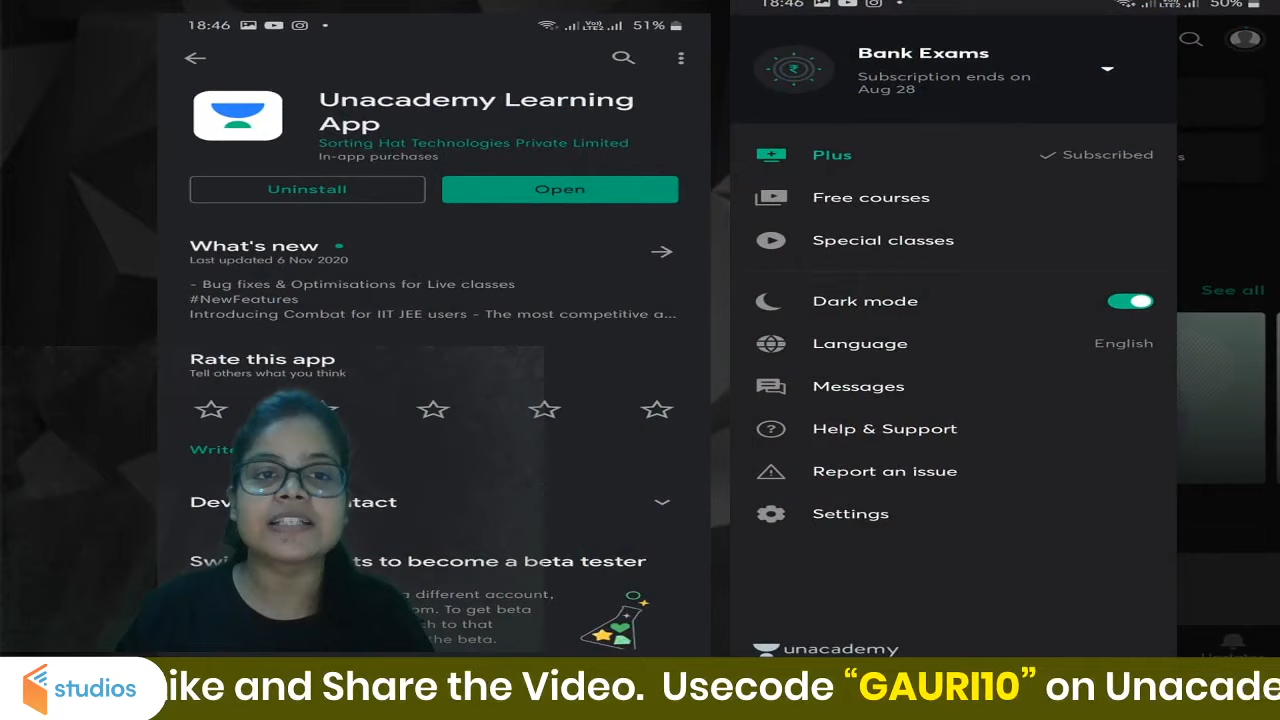 18:46
51%
Unacademy Learning
App
Sorting Hat Technologies Private Limited
In-app purchases
Uninstall
Open
What's new
Last updated 6 Nov 2020
- Bug fixes & Optimisations for Live classes
#NewFeatures
Introducing Combat for IIT JEE users - The most competitive a...
Rate this app
Tell others what you think
to become a beta tester
a different account,
To get beta
to that
the beta.
18:46
50%
Bank Exams
Subscription ends on
Aug 28
Plus
Subscribed
Free courses
Special classes
Dark mode
Language
English
Messages
Help & Support
Report an issue
Settings
unacademy
See all
studios
ike and Share the Video. Usecode “GAURI10” on Unacade